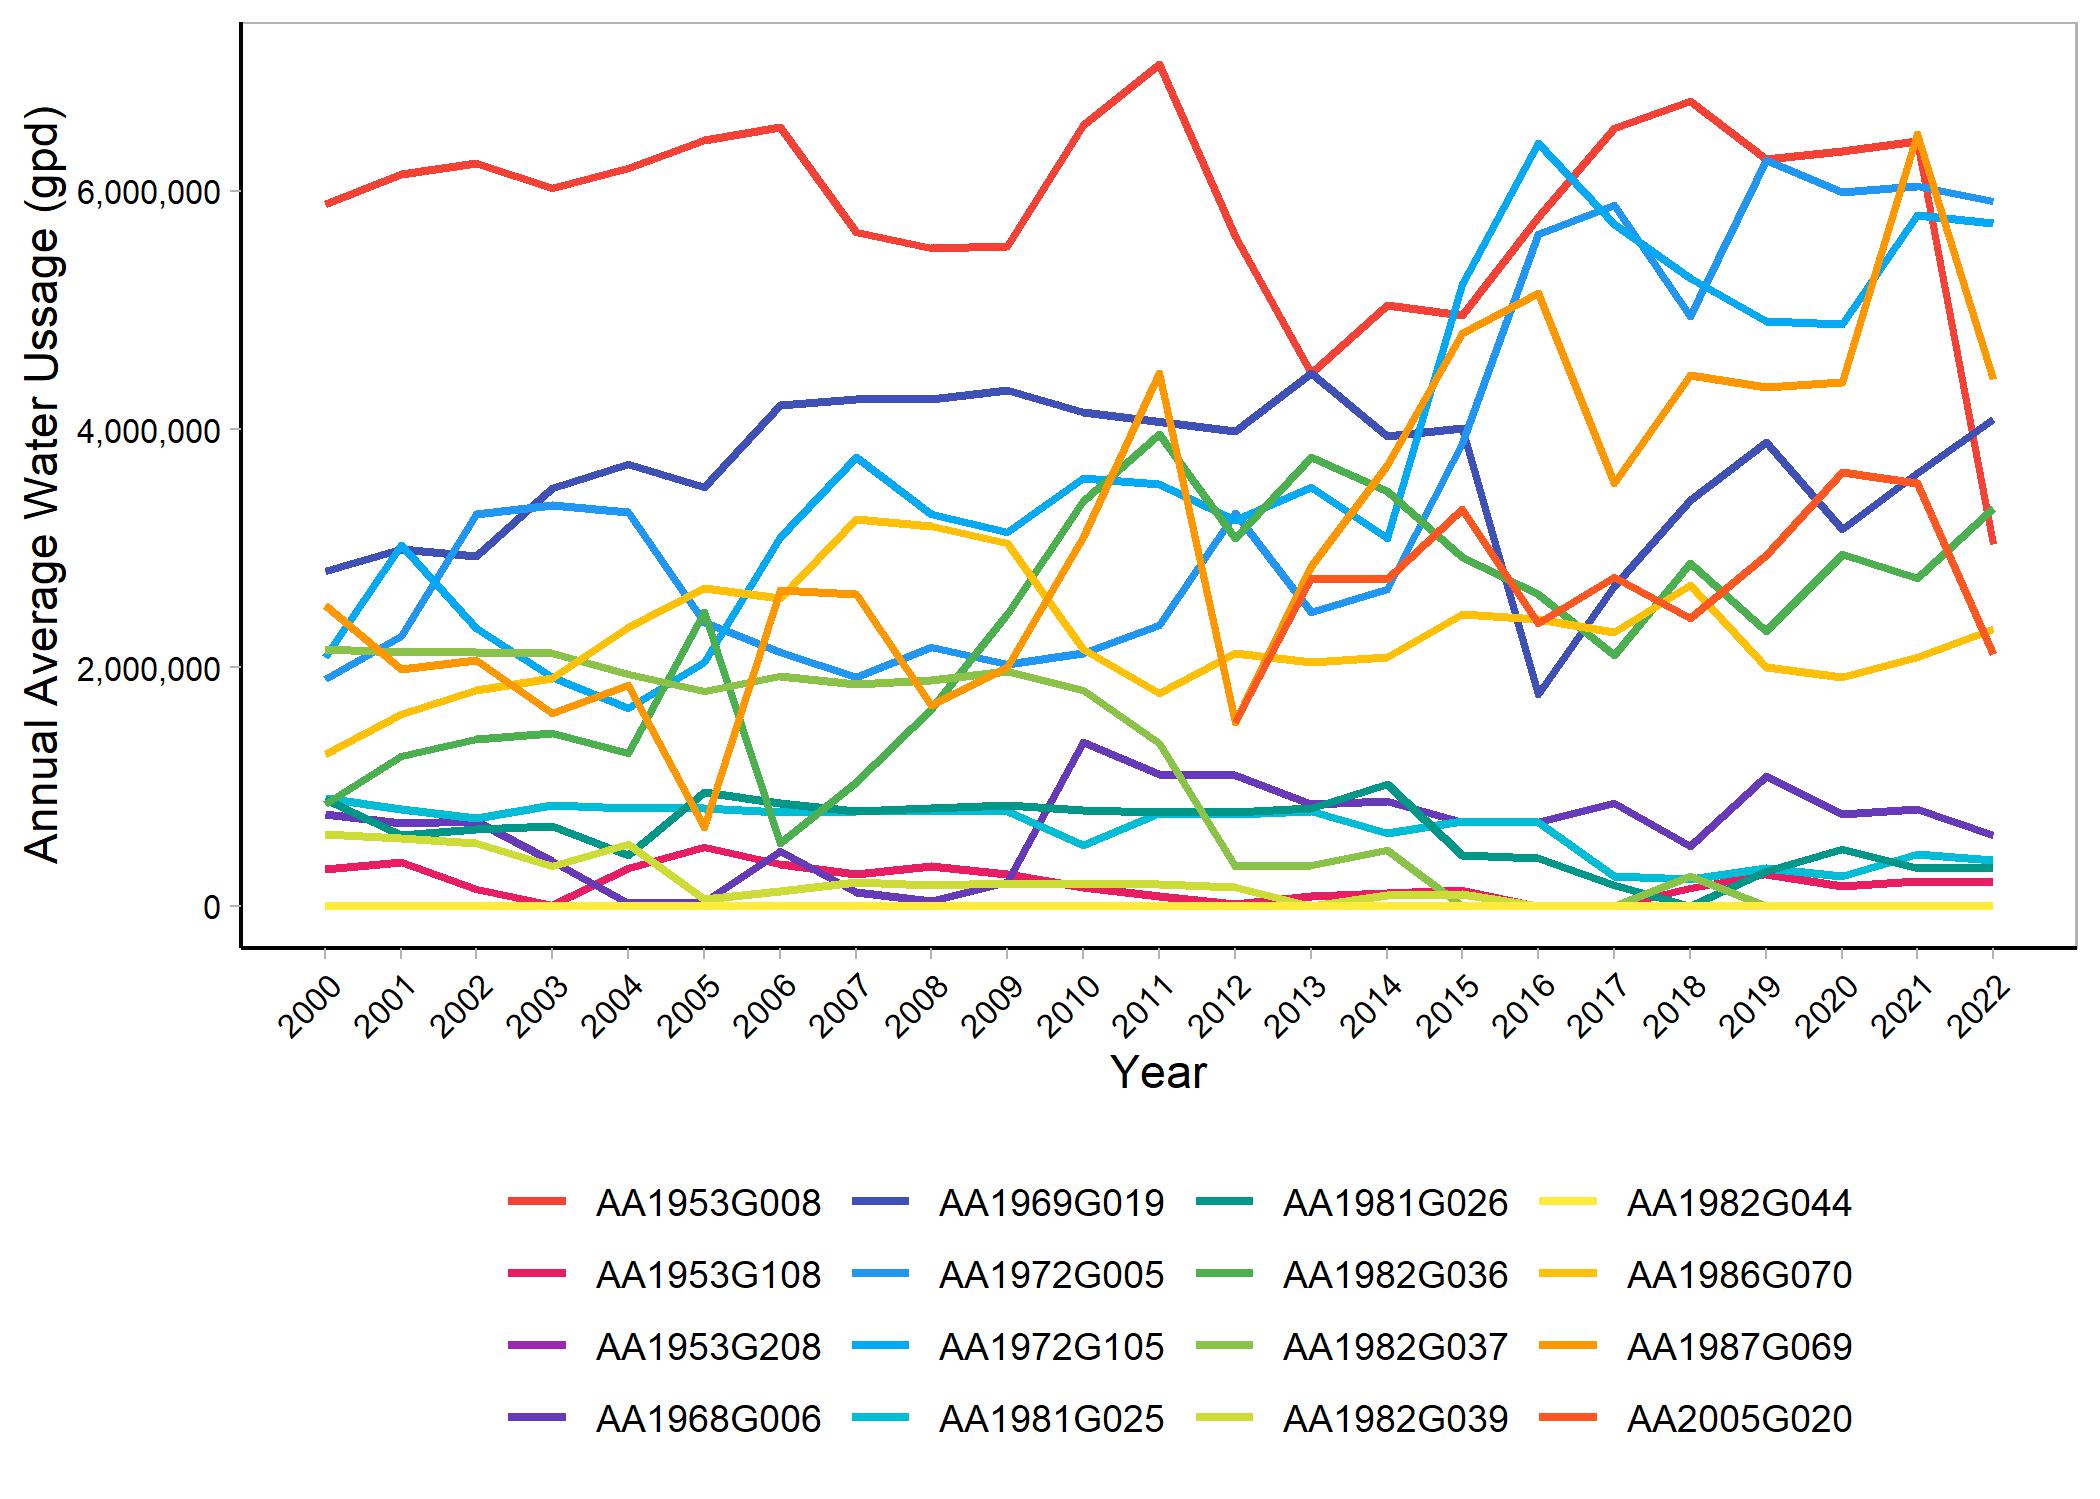 Annual Average Water Ussage (gpd)
6,000,000
4,000,000
2,000,000
0
2000 2001 2002 2003 2004 2005 2006 2007 2008 2009 2010 2011 2012 2013 2014 2015 2016 2017 2018 2019 2020 2021 2022
Year
AA1953G008 AA1969G019 AA1981G026 AA1982G044
AA1953G108 AA1972G005 AA1982G036 AA1986G070
AA1953G208 AA1972G105 AA1982G037 AA1987G069
AA1968G006 AA1981G025 AA1982G039 AA2005G020